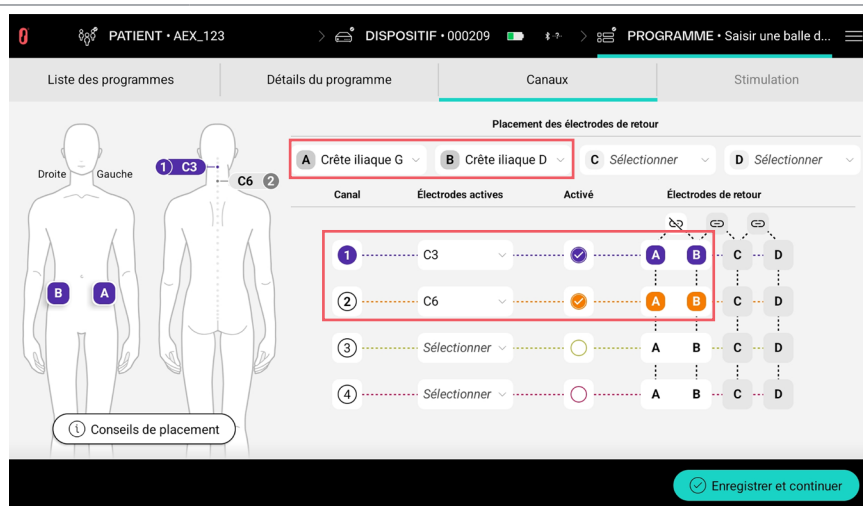 PATIENT • AEX_123 DISPOSITIF • 000209 -?- PROGRAMME • Saisir une balle d...
Liste des programmes Détails du programme Canaux Stimulation
Placement des électrodes de retour
A Crête iliaque G B Crête iliaque D C Sélectionner D Sélectionner
Droite Gauche 1 C3
C6 2
Canal Électrodes actives Activé Électrodes de retour
1 C3 A B C D
B A
2 C6 A B C D
3 Sélectionner A B C D
4 Sélectionner A B C D
i Conseils de placement
Enregistrer et continuer